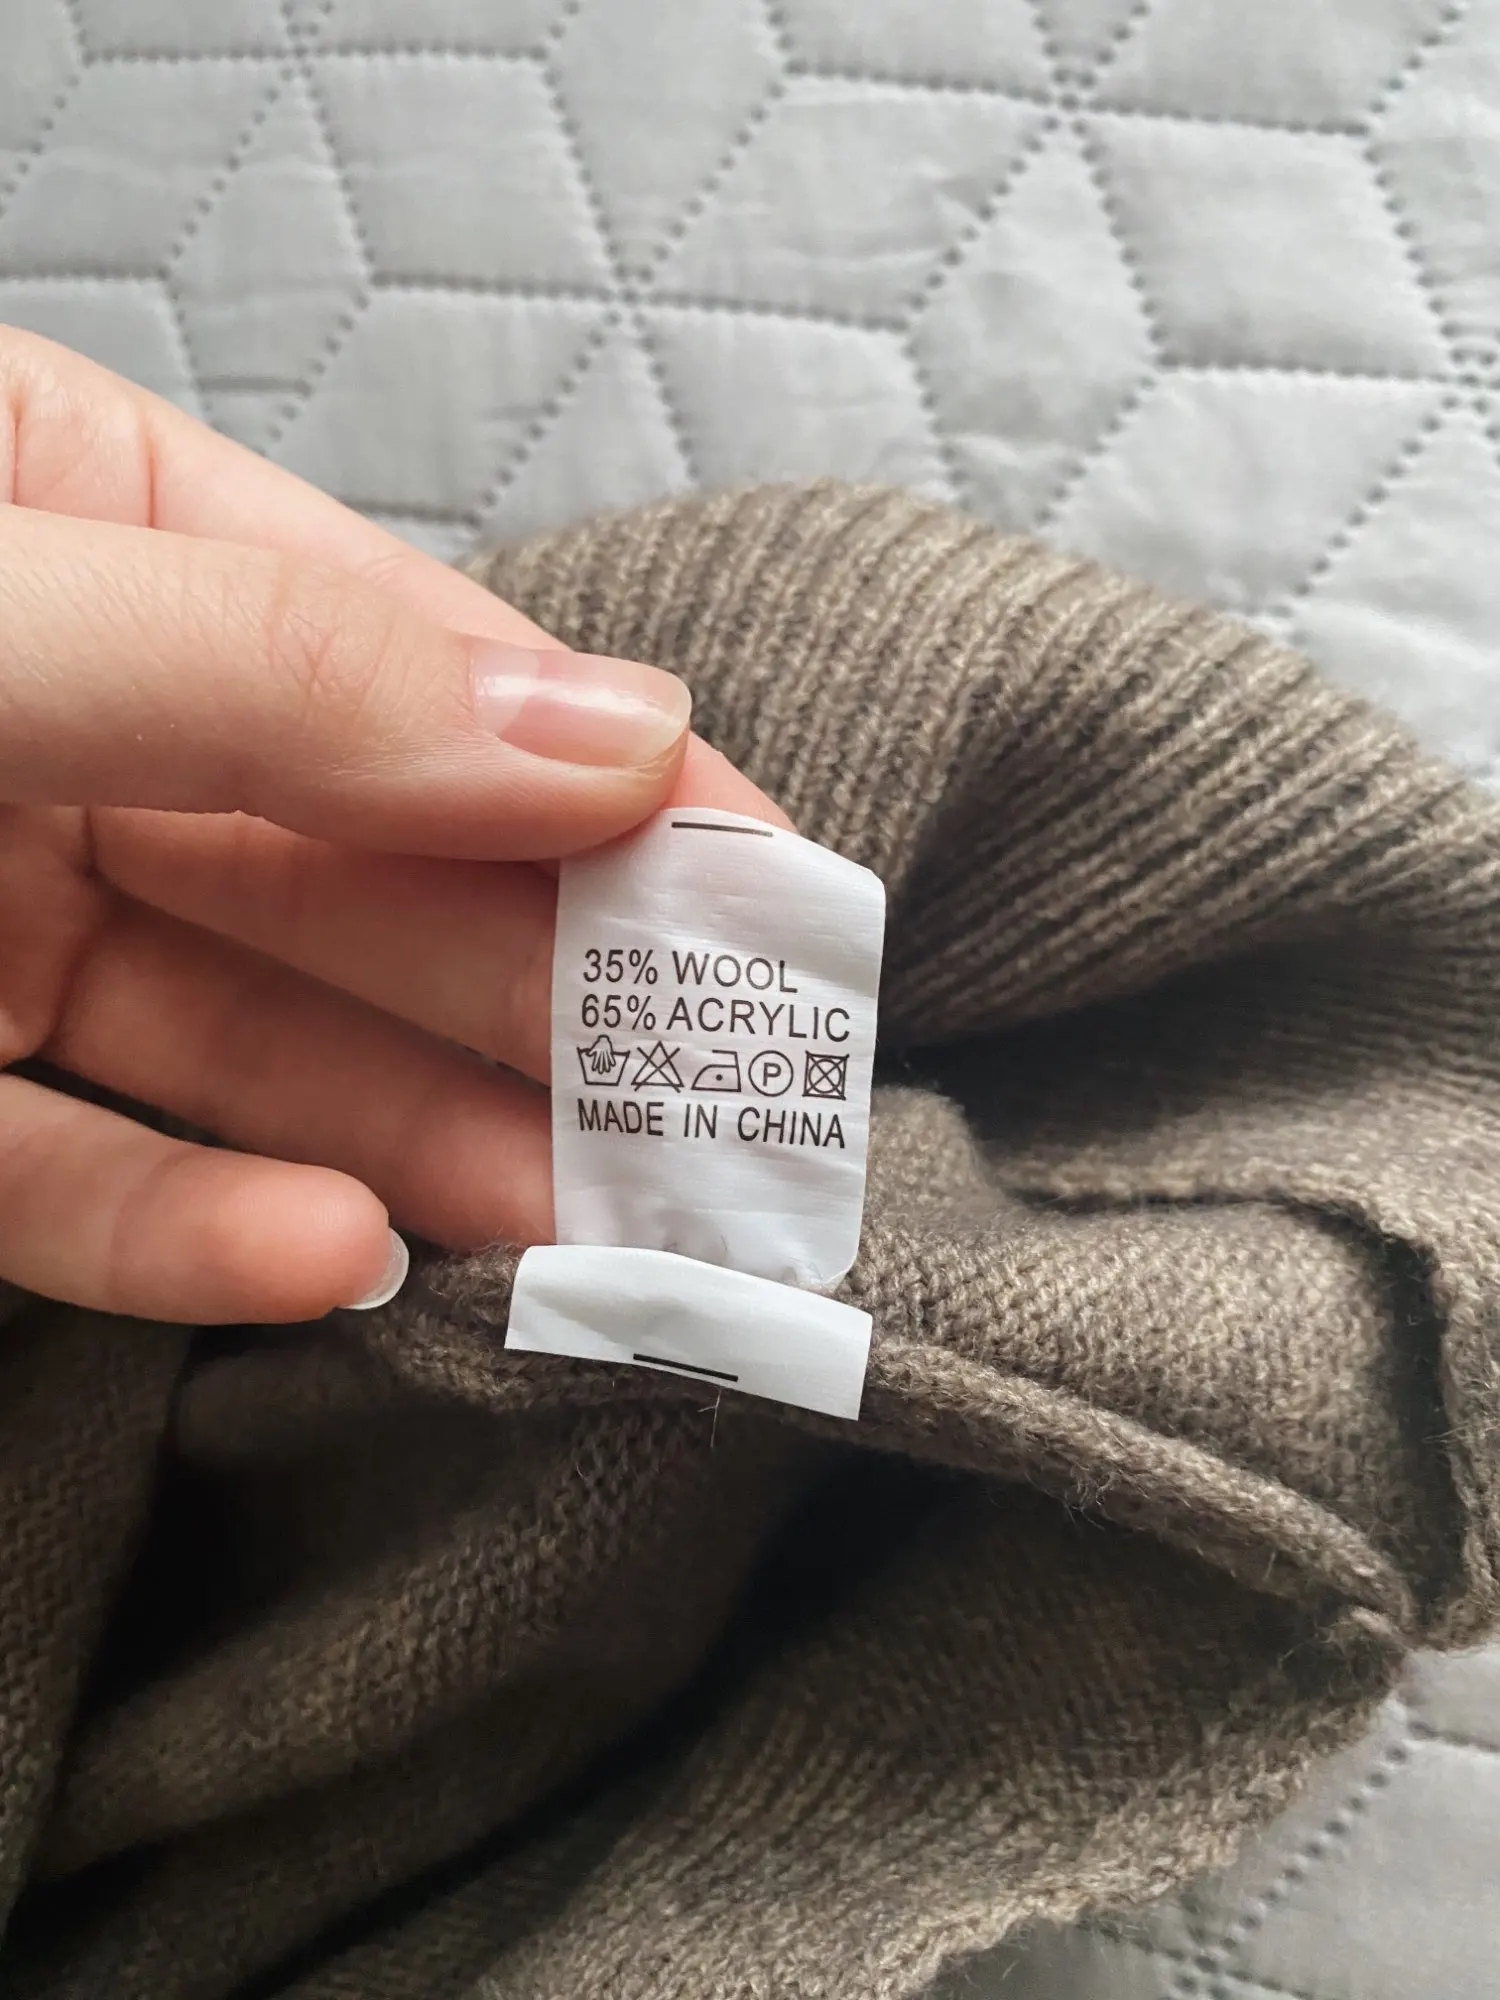 35% WOOL
65% ACRYLIC
P
MADE IN CHINA